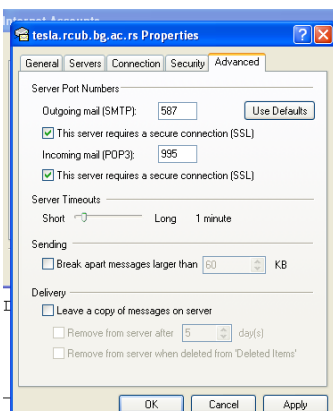 tesla.rcub.bg.ac.rs Properties
General Servers Connection Security Advanced
Server Port Numbers
Outgoing mail (SMTP): 587 Use Defaults
This server requires a secure connection (SSL)
Incoming mail (POP3): 995
This server requires a secure connection (SSL)
Server Timeouts
Short Long 1 minute
Sending
Break apart messages larger than 60 KB
Delivery
Leave a copy of messages on server
Remove from server after 5 day(s)
Remove from server when deleted from 'Deleted Items'
OK Cancel Apply